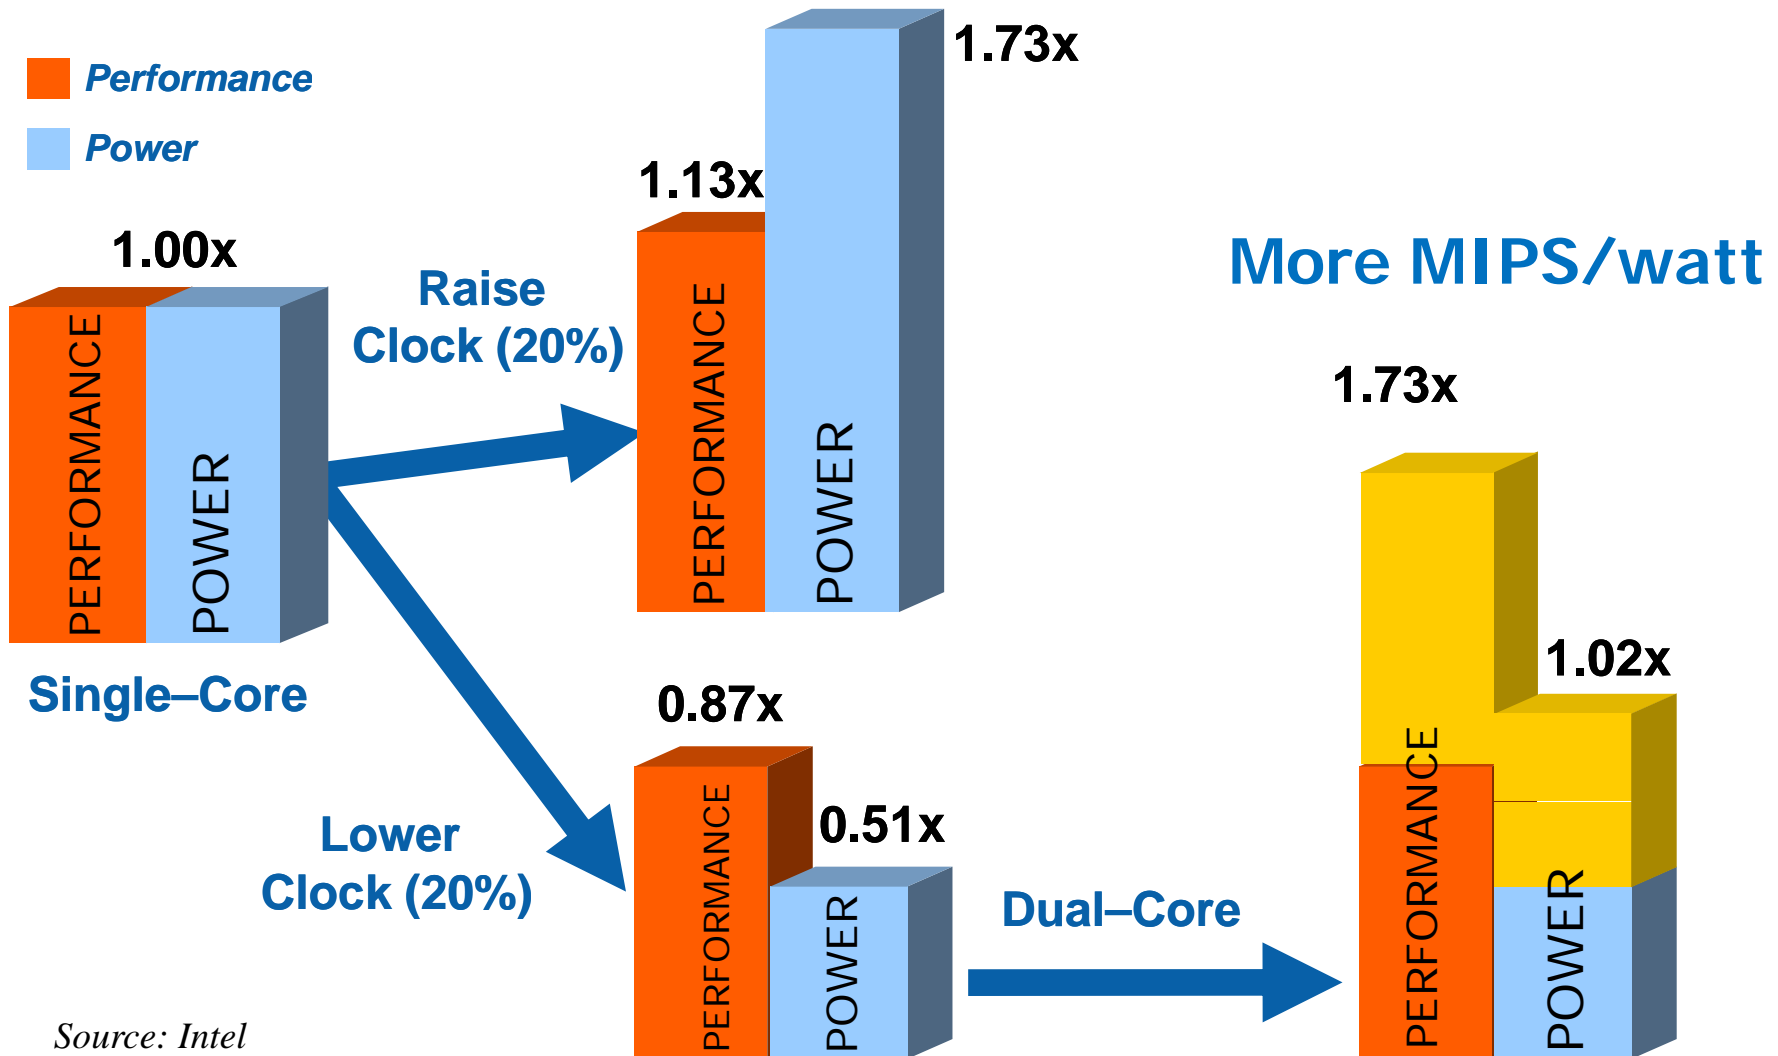 Performance
Power
1.00x
PERFORMANCE
POWER
Single–Core
Raise
Clock (20%)
1.13x
1.73x
PERFORMANCE
POWER
Lower
Clock (20%)
0.87x
0.51x
PERFORMANCE
POWER
Dual–Core
More MIPS/watt
1.73x
1.02x
PERFORMANCE
POWER
Source: Intel